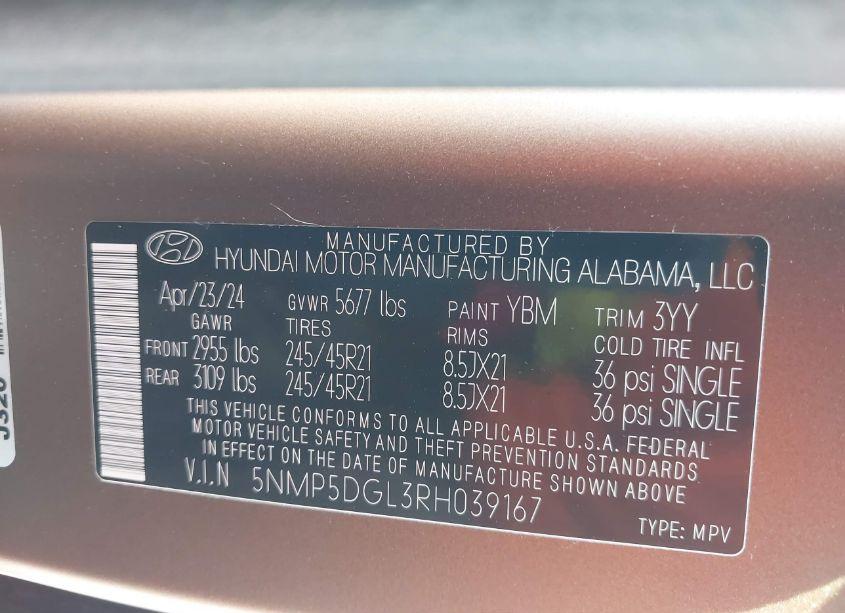 MANUFACTURED BY
HYUNDAI MOTOR MANUFACTURING ALABAMA, LLC
Apr/23/24 GVWR 5677 lbs PAINT YBM TRIM 3YY
GAWR TIRES RIMS COLD TIRE INFL
FRONT 2955 lbs 245/45R21 8.5JX21 36 psi SINGLE
REAR 3109 lbs 245/45R21 8.5JX21 36 psi SINGLE
THIS VEHICLE CONFORMS TO ALL APPLICABLE U.S.A. FEDERAL
MOTOR VEHICLE SAFETY AND THEFT PREVENTION STANDARDS
IN EFFECT ON THE DATE OF MANUFACTURE SHOWN ABOVE
V.I.N 5NMP5DGL3RH039167
TYPE: MPV